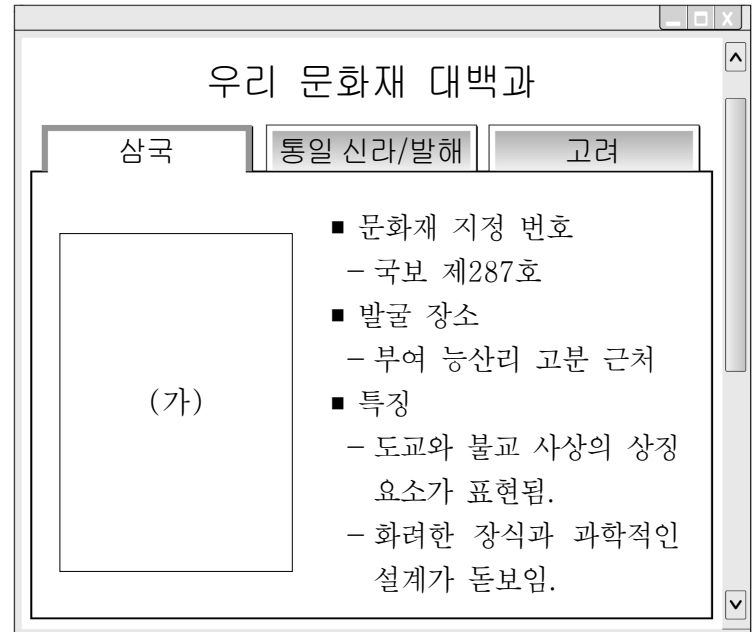 우리 문화재 대백과
삼국
통일 신라/발해
고려
(가)
■ 문화재 지정 번호
– 국보 제287호
■ 발굴 장소
– 부여 능산리 고분 근처
■ 특징
– 도교와 불교 사상의 상징
요소가 표현됨.
– 화려한 장식과 과학적인
설계가 돋보임.